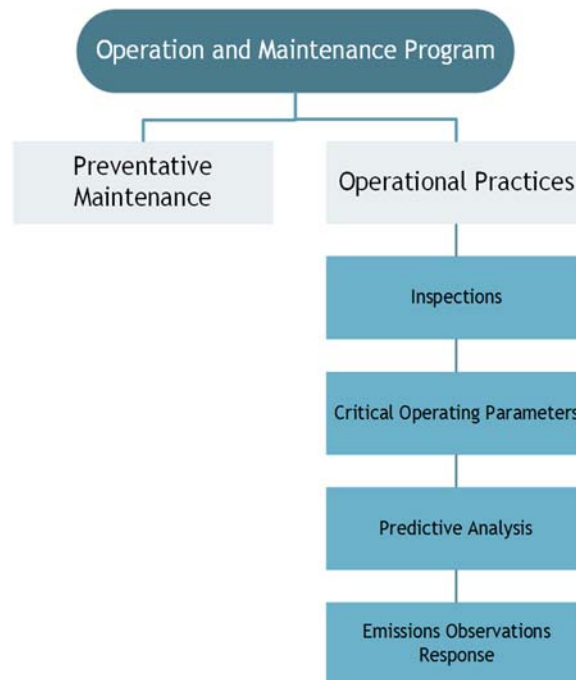 Operation and Maintenance Program
Preventative
Maintenance
Operational Practices
Inspections
Critical Operating Parameters
Predictive Analysis
Emissions Observations
Response